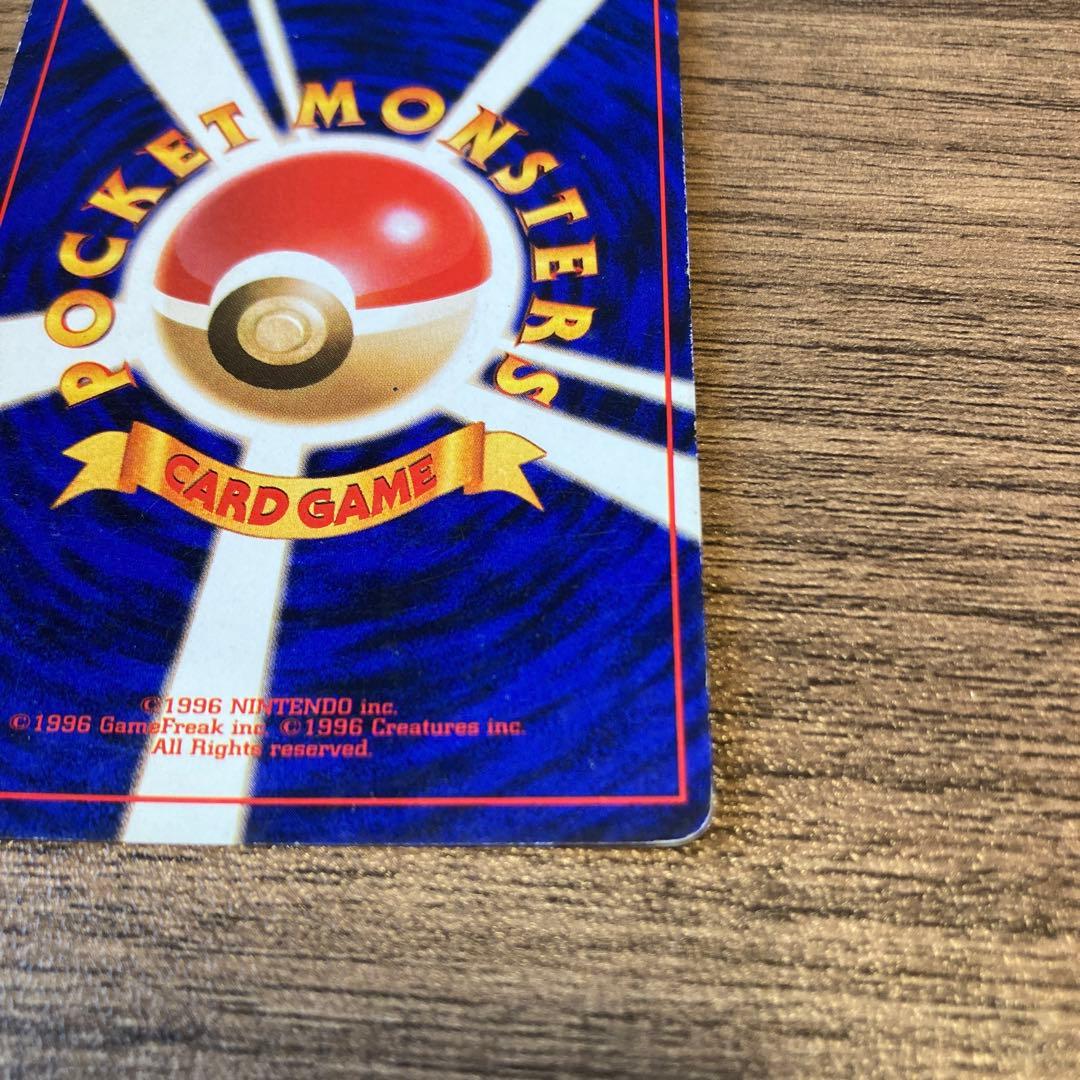 POCKET MONSTERS
CARD GAME
©1996 NINTENDO inc.
©1996 GameFreak inc. ©1996 Creatures inc.
All Rights reserved.